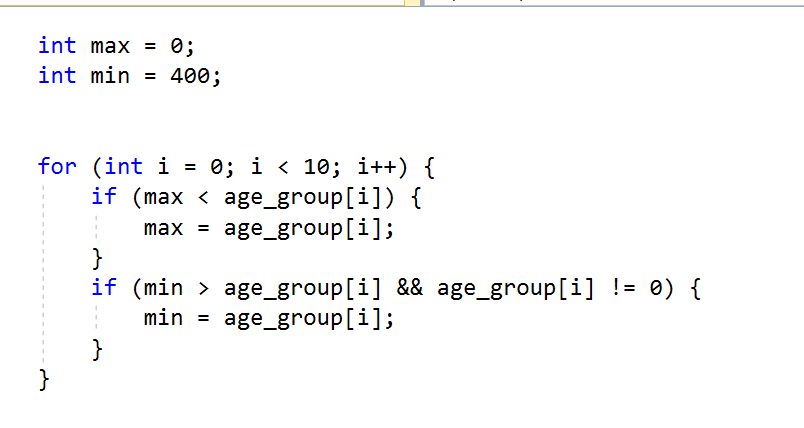 int max = 0;
int min = 400;
for (int i = 0; i < 10; i++) {
if (max < age_group[i]) {
max = age_group[i];
}
if (min > age_group[i] && age_group[i] != 0) {
min = age_group[i];
}
}